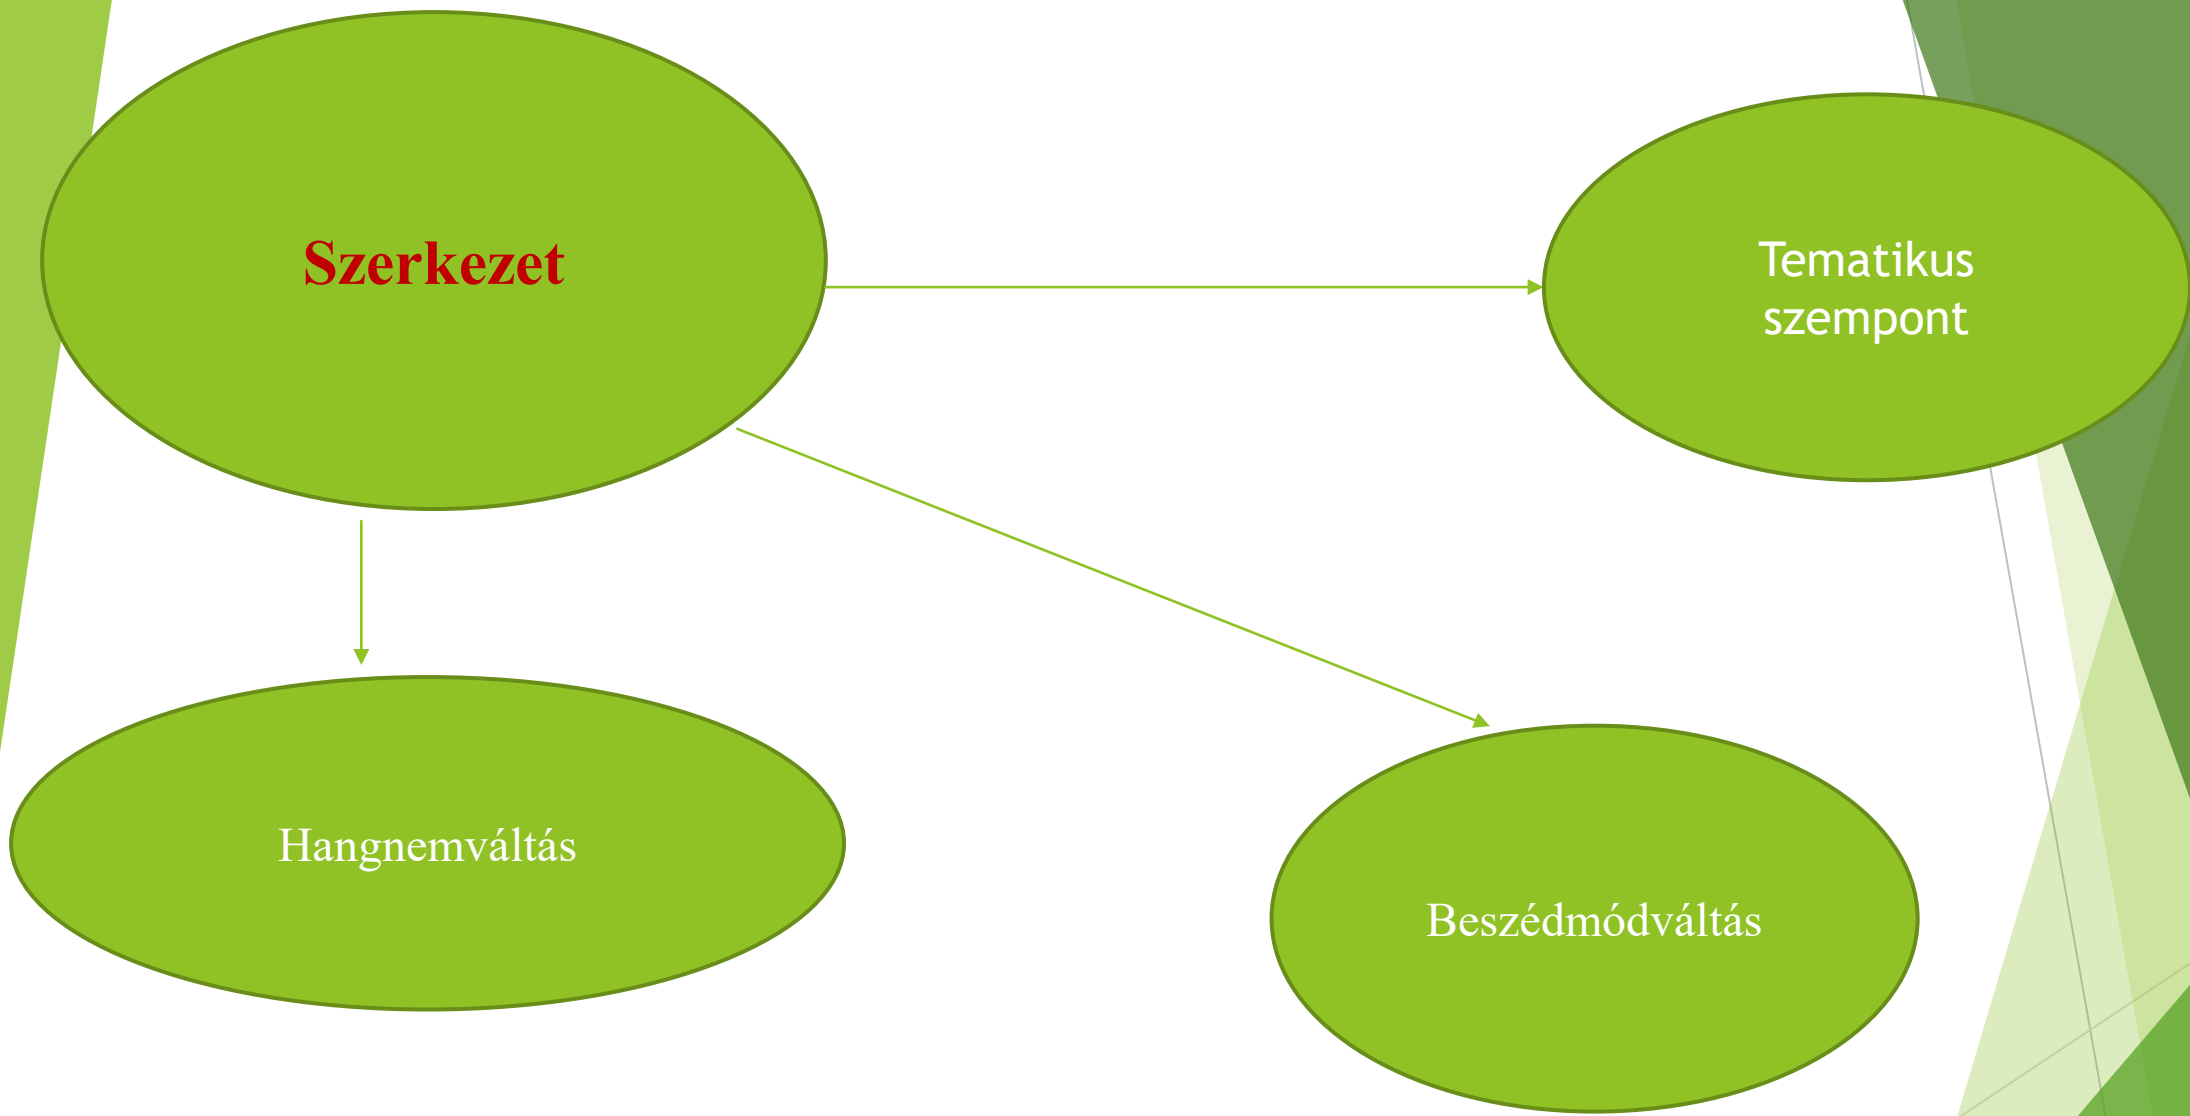 Szerkezet
Tematikus
szempont
Hangnemváltás
Beszédmódváltás